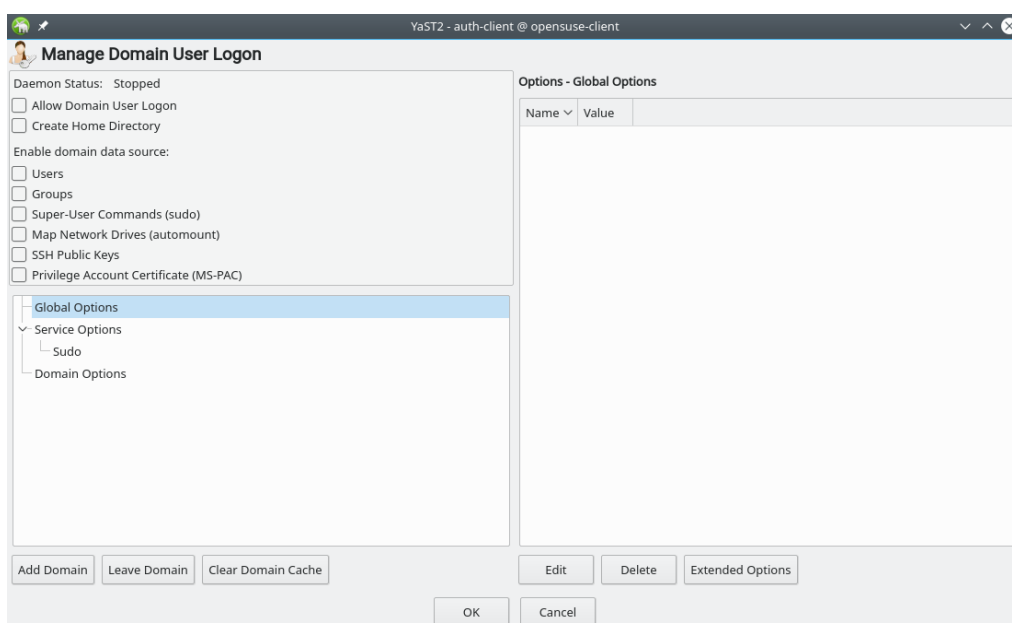 YaST2 - auth-client @ opensuse-client
Manage Domain User Logon
Daemon Status: Stopped
Allow Domain User Logon
Create Home Directory
Enable domain data source:
Users
Groups
Super-User Commands (sudo)
Map Network Drives (automount)
SSH Public Keys
Privilege Account Certificate (MS-PAC)
Global Options
Service Options
Sudo
Domain Options
Add Domain Leave Domain Clear Domain Cache
Options - Global Options
Name Value
Edit Delete Extended Options
OK Cancel